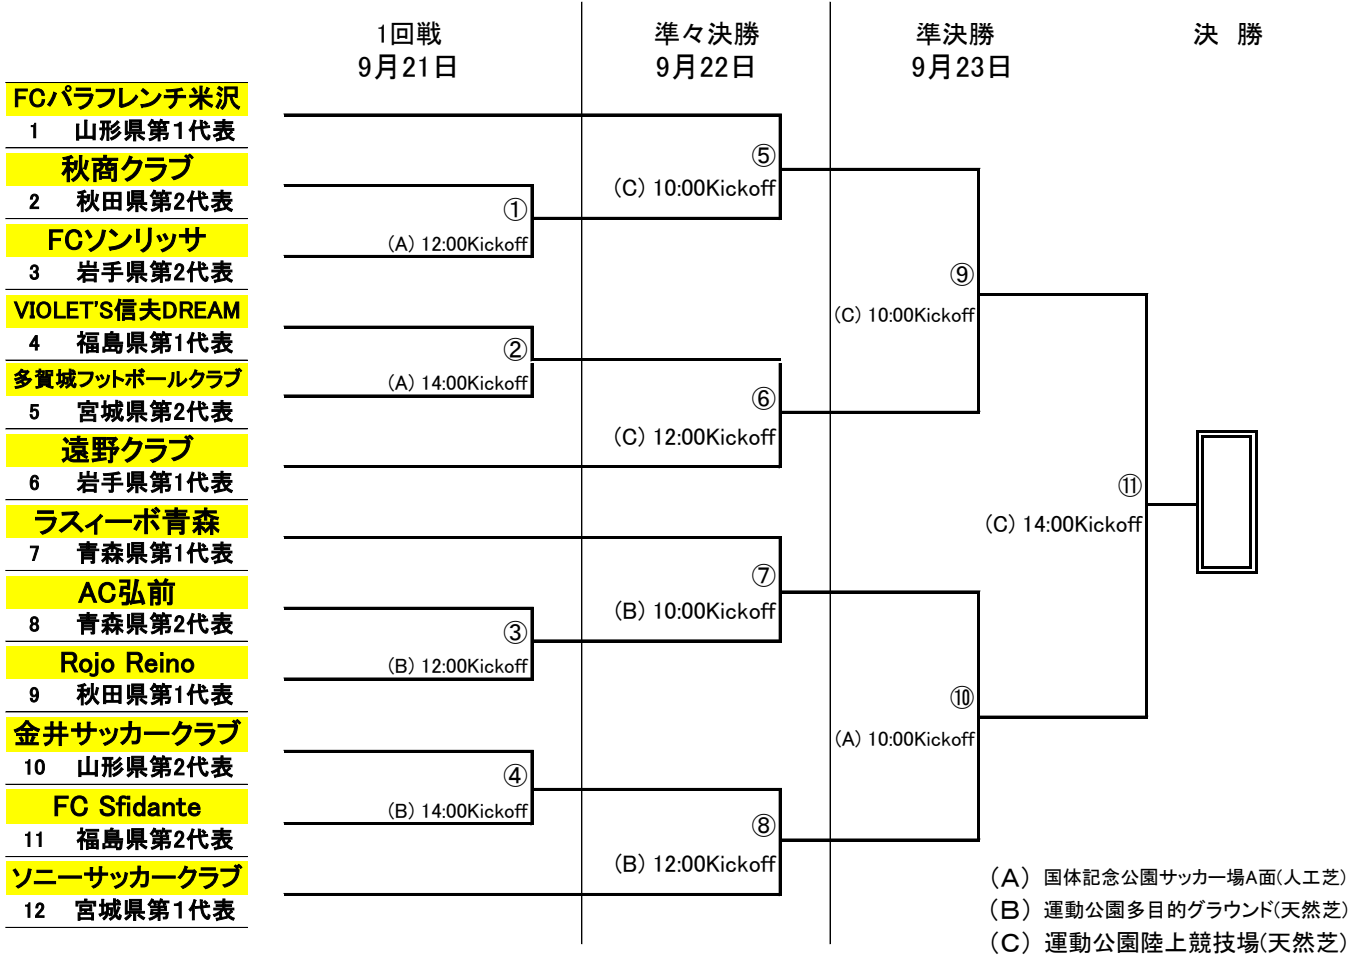 1回戦 準々決勝 準決勝 決 勝
9月21日 9月22日 9月23日
FCパラフレンチ米沢
1 山形県第1代表
秋商クラブ
2 秋田県第2代表
FCソンリッサ
3 岩手県第2代表
VIOLET'S信夫DREAM
4 福島県第1代表
多賀城フットボールクラブ
5 宮城県第2代表
遠野クラブ
6 岩手県第1代表
ラスィーボ青森
7 青森県第1代表
AC弘前
8 青森県第2代表
Rojo Reino
9 秋田県第1代表
金井サッカークラブ
10 山形県第2代表
FC Sfidante
11 福島県第2代表
ソニーサッカークラブ
12 宮城県第1代表
①
(A) 12:00Kickoff
②
(A) 14:00Kickoff
③
(B) 12:00Kickoff
④
(B) 14:00Kickoff
⑤
(C) 10:00Kickoff
⑥
(C) 12:00Kickoff
⑦
(B) 10:00Kickoff
⑧
(B) 12:00Kickoff
⑨
(C) 10:00Kickoff
⑩
(A) 10:00Kickoff
⑪
(C) 14:00Kickoff
(A) 国体記念公園サッカー場A面(人工芝)
(B) 運動公園多目的グラウンド(天然芝)
(C) 運動公園陸上競技場(天然芝)